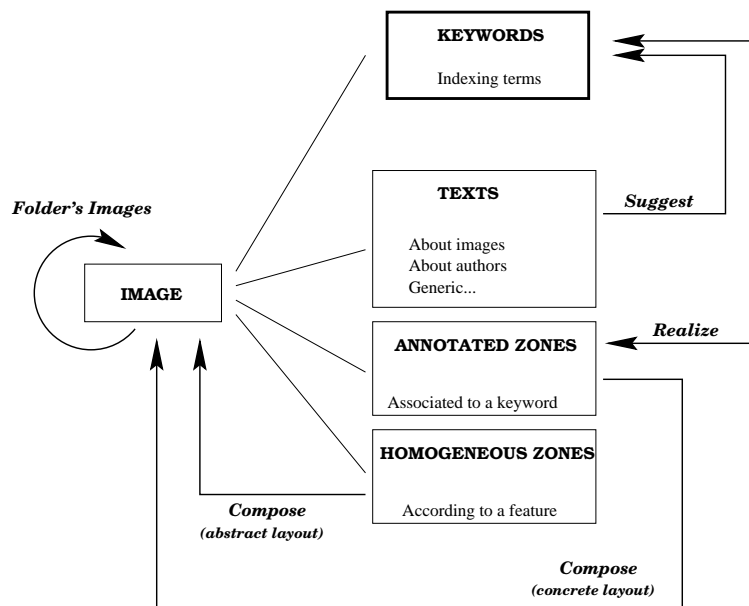 KEYWORDS
Indexing terms
TEXTS
Suggest
Folder's Images
About images
About authors
Generic...
IMAGE
Realize
ANNOTATED ZONES
Associated to a keyword
HOMOGENEOUS ZONES
According to a feature
Compose
(abstract layout)
Compose
(concrete layout)